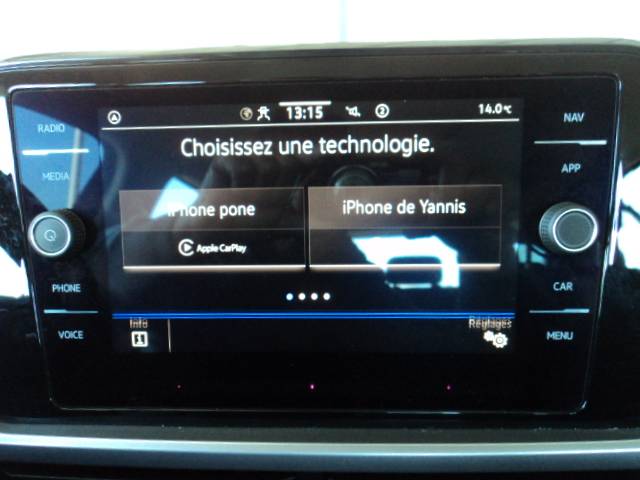 RADIO
MEDIA
PHONE
VOICE
13:15
2
14.0°C
Choisissez une technologie.
iPhone pone
Apple CarPlay
iPhone de Yannis
Info
Réglages
NAV
APP
CAR
MENU